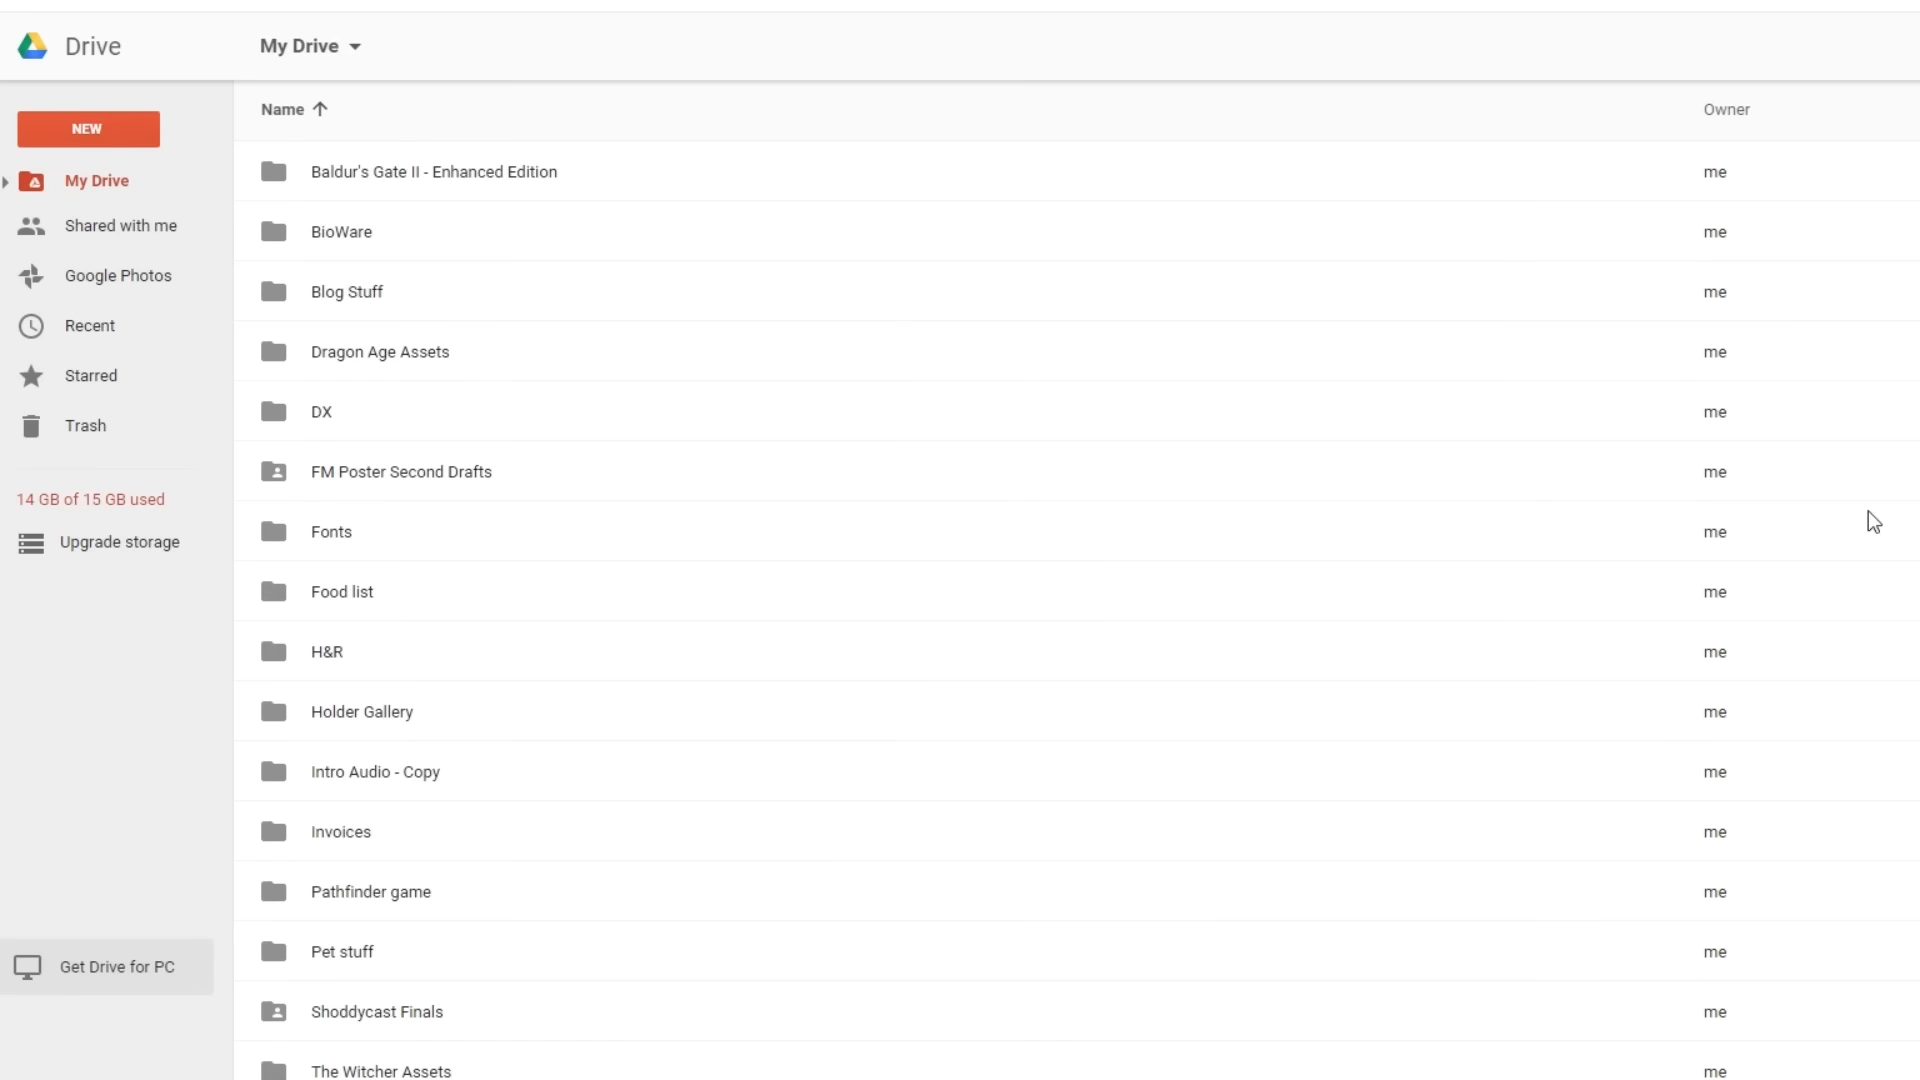 Drive
My Drive
NEW
My Drive
Shared with me
Google Photos
Recent
Starred
Trash
14 GB of 15 GB used
Upgrade storage
Get Drive for PC
Name Owner
Baldur's Gate II - Enhanced Edition me
BioWare me
Blog Stuff me
Dragon Age Assets me
DX me
FM Poster Second Drafts me
Fonts me
Food list me
H&R me
Holder Gallery me
Intro Audio - Copy me
Invoices me
Pathfinder game me
Pet stuff me
Shoddycast Finals me
The Witcher Assets me